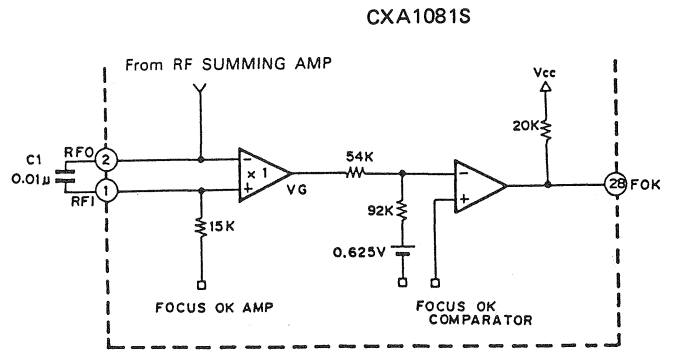 CXA1081S
From RF SUMMING AMP
Vcc
20K
C1
0.01μ
RFO
2
RFI
1
−
× 1
+
VG
54K
−
+
28
FOK
15K
92K
0.625V
FOCUS OK AMP
FOCUS OK
COMPARATOR